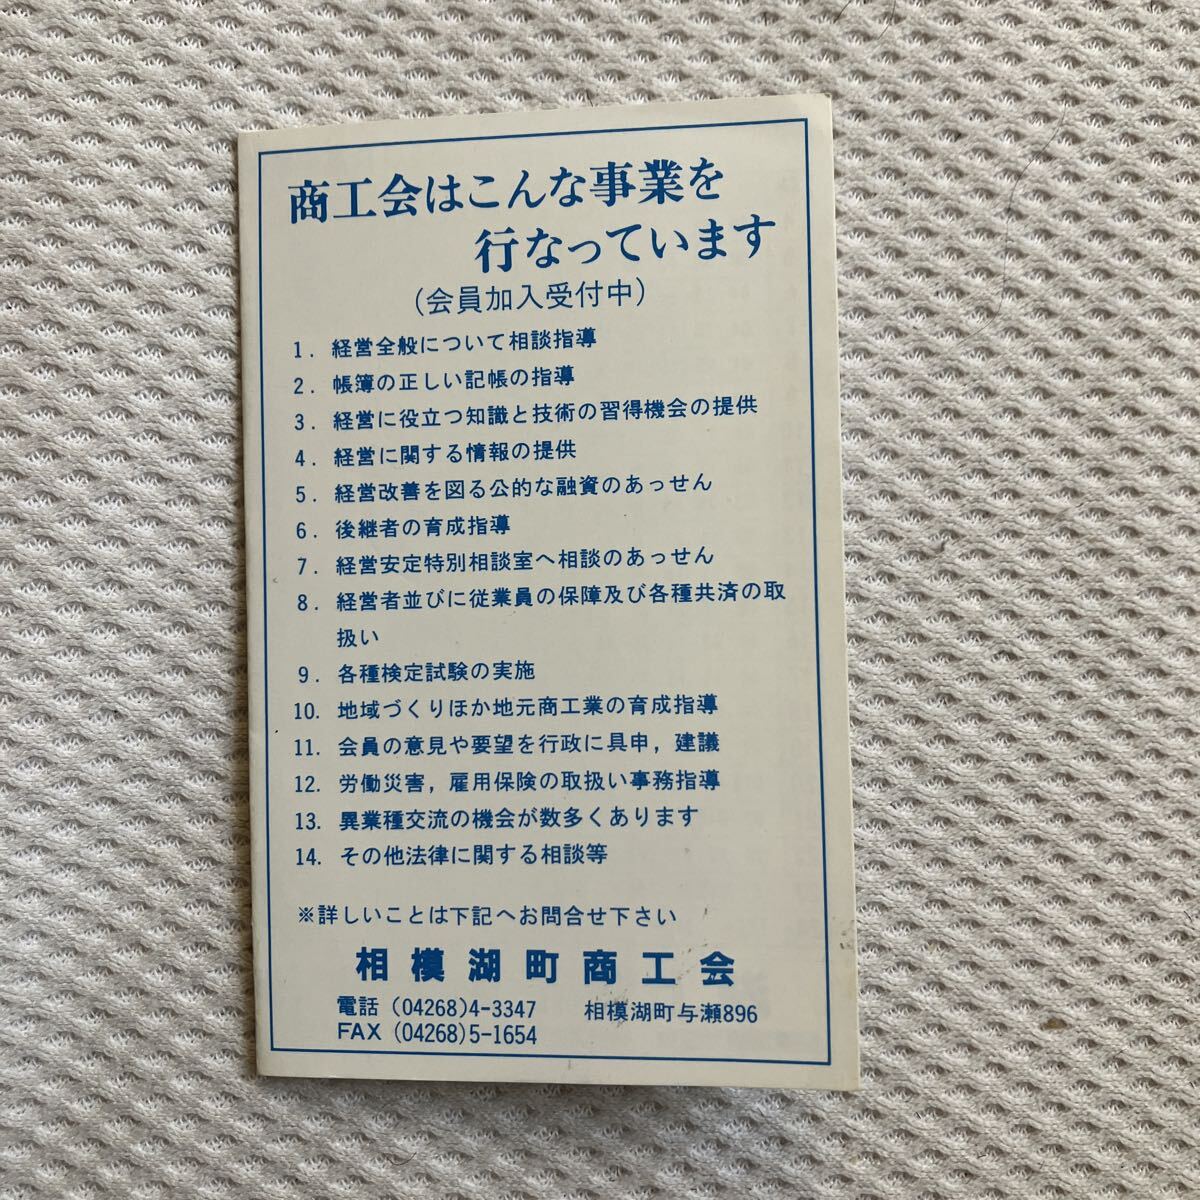 商工会はこんな事業を
行なっています
(会員加入受付中)
1. 経営全般について相談指導
2. 帳簿の正しい記帳の指導
3. 経営に役立つ知識と技術の習得機会の提供
4. 経営に関する情報の提供
5. 経営改善を図る公的な融資のあっせん
6. 後継者の育成指導
7. 経営安定特別相談室へ相談のあっせん
8. 経営者並びに従業員の保障及び各種共済の取
扱い
9. 各種検定試験の実施
10. 地域づくりほか地元商工業の育成指導
11. 会員の意見や要望を行政に具申，建議
12. 労働災害，雇用保険の取扱い事務指導
13. 異業種交流の機会が数多くあります
14. その他法律に関する相談等
※詳しいことは下記へお問合せ下さい
相模湖町商工会
電話 (04268)4-3347 相模湖町与瀬896
FAX (04268)5-1654